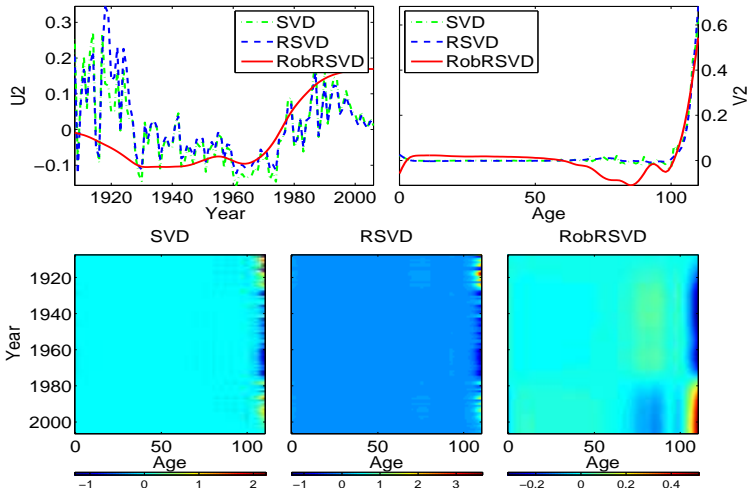 SVD
RSVD
RobRSVD
0.3
0.2
0.1
0
−0.1
U2
1920 1940 1960 1980 2000
Year
SVD
RSVD
RobRSVD
0.6
0.4
0.2
0
V2
0 50 100
Age
SVD RSVD RobRSVD
1920
1940
1960
1980
2000
Year
0 50 100
Age
0 50 100
Age
0 50 100
Age
−1 0 1 2
−1 0 1 2 3
−0.2 0 0.2 0.4